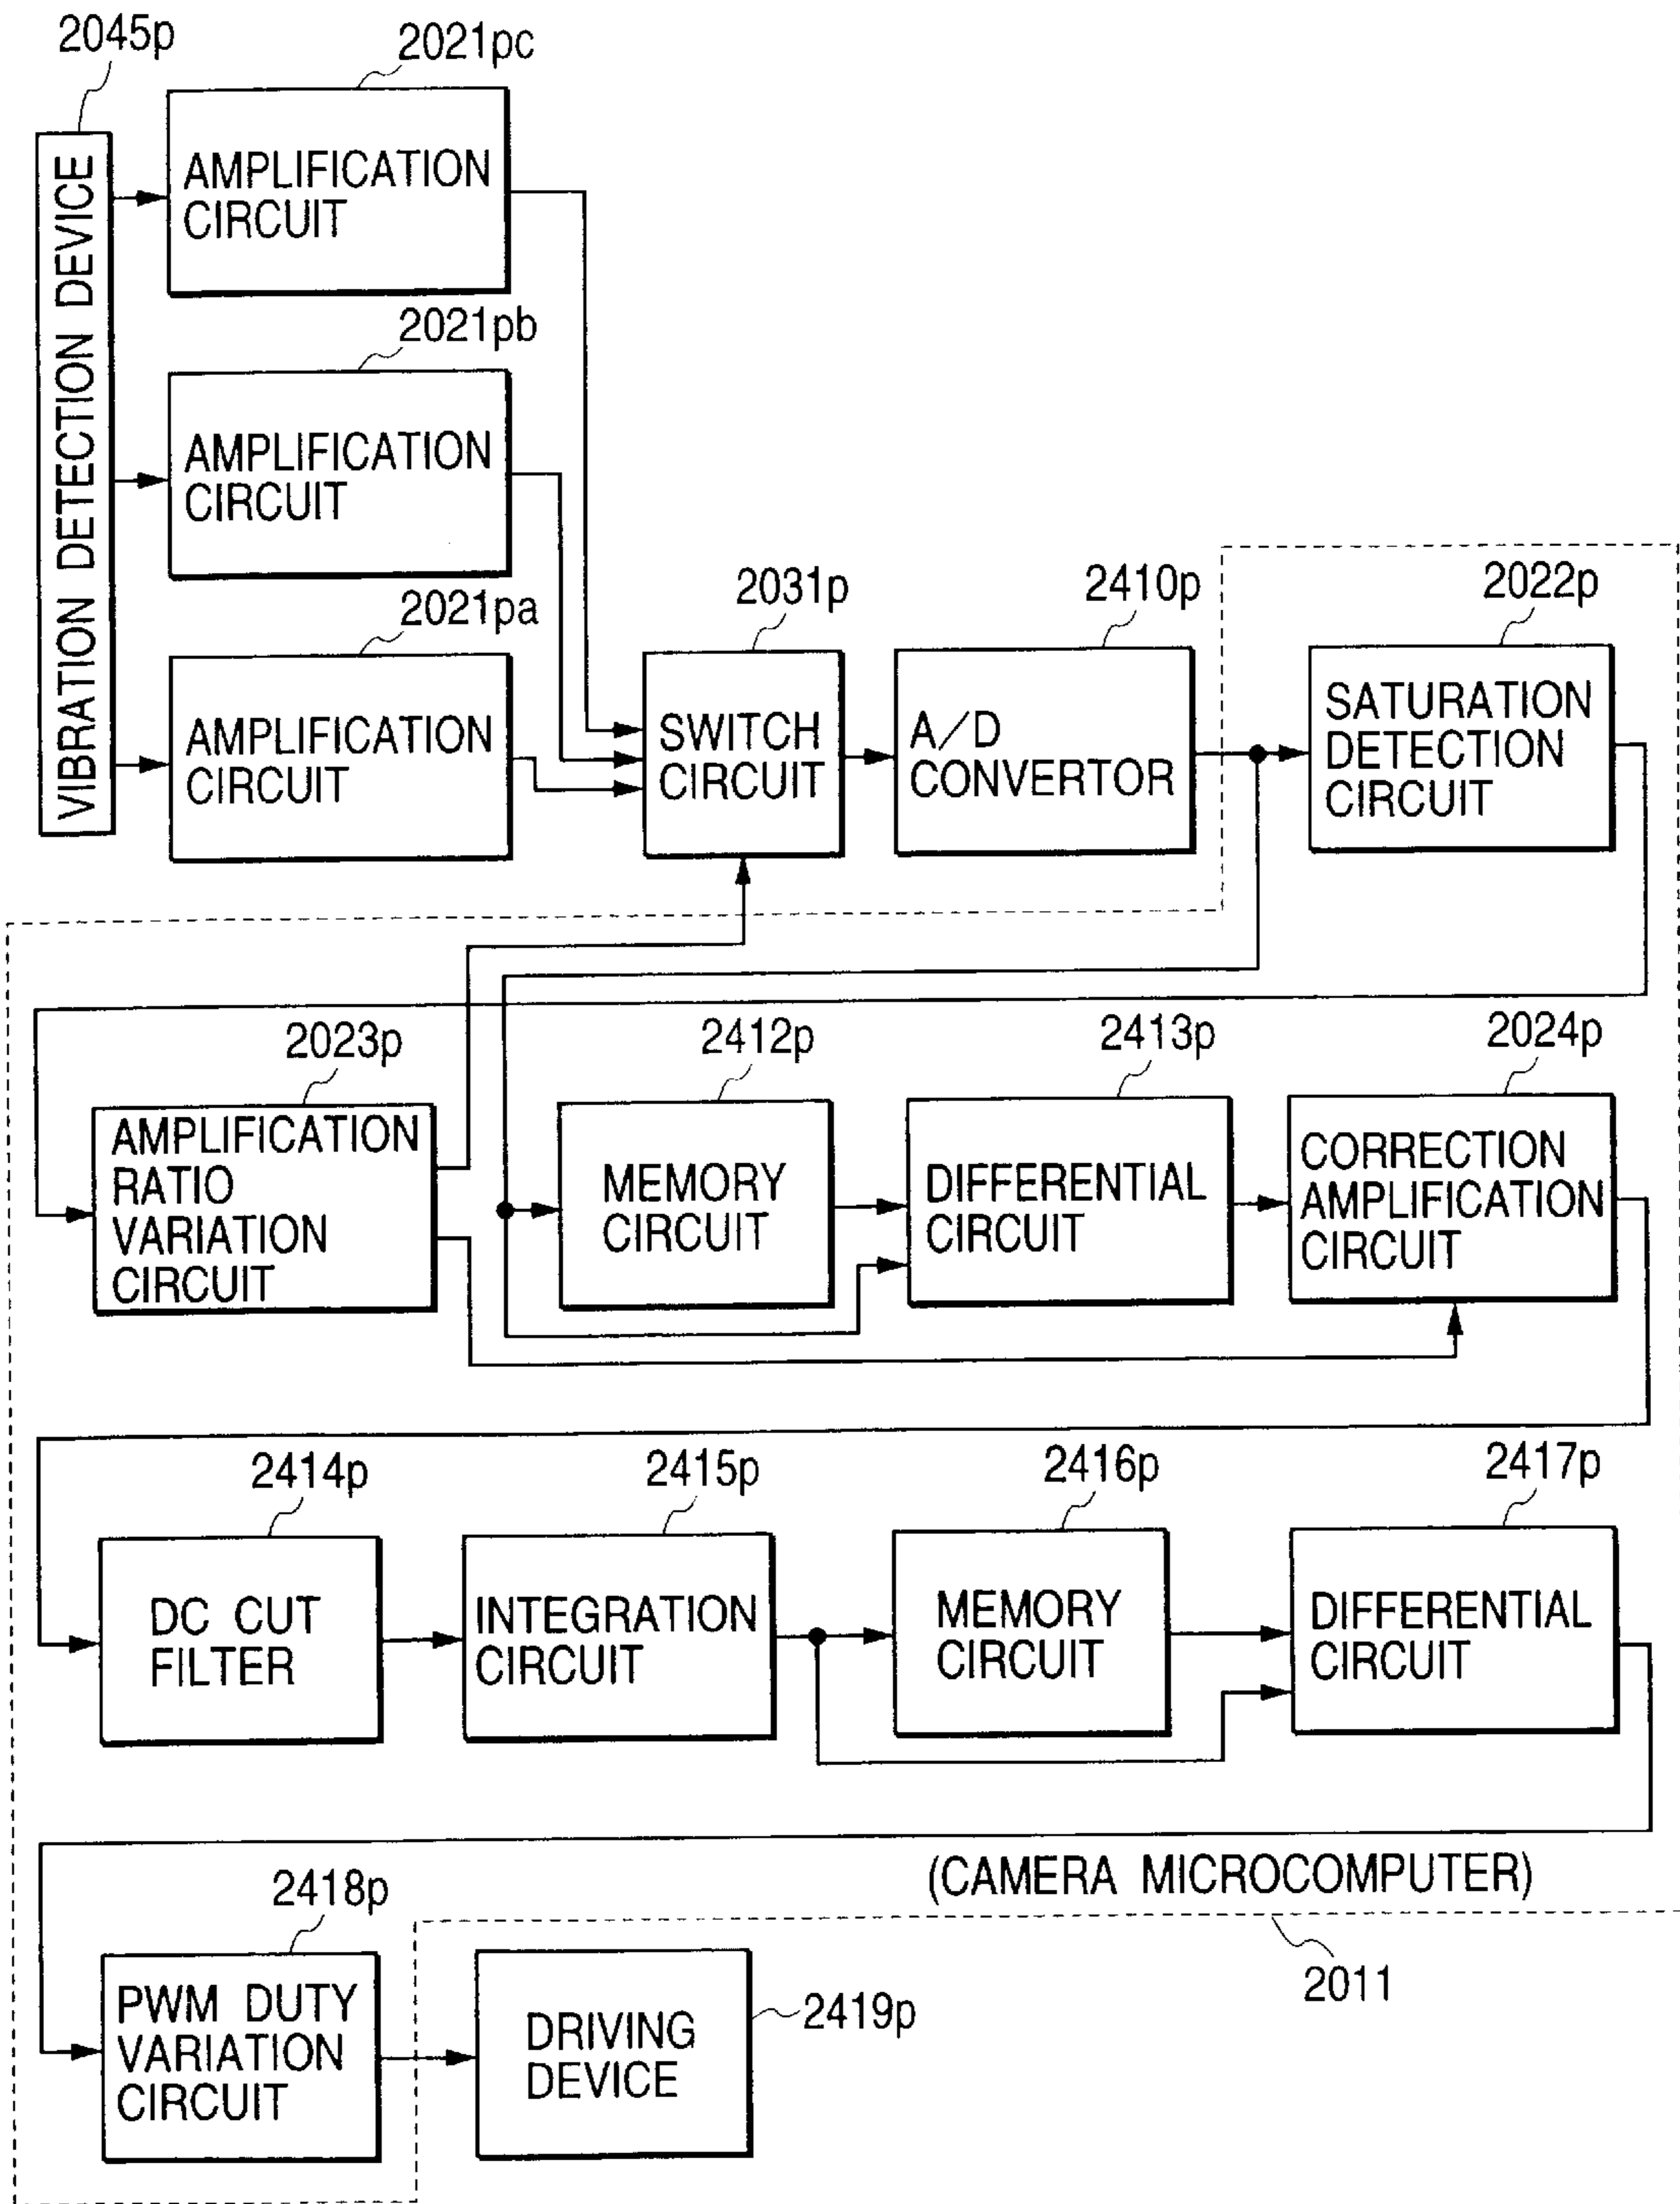 2045p
2021pc
VIBRATION DETECTION DEVICE
AMPLIFICATION
CIRCUIT
2021pb
AMPLIFICATION
CIRCUIT
2021pa
AMPLIFICATION
CIRCUIT
2031p
SWITCH
CIRCUIT
2410p
A/D
CONVERTOR
2022p
SATURATION
DETECTION
CIRCUIT
2023p
AMPLIFICATION
RATIO
VARIATION
CIRCUIT
2412p
MEMORY
CIRCUIT
2413p
DIFFERENTIAL
CIRCUIT
2024p
CORRECTION
AMPLIFICATION
CIRCUIT
2414p
DC CUT
FILTER
2415p
INTEGRATION
CIRCUIT
2416p
MEMORY
CIRCUIT
2417p
DIFFERENTIAL
CIRCUIT
(CAMERA MICROCOMPUTER)
2011
2418p
PWM DUTY
VARIATION
CIRCUIT
DRIVING
DEVICE
2419p